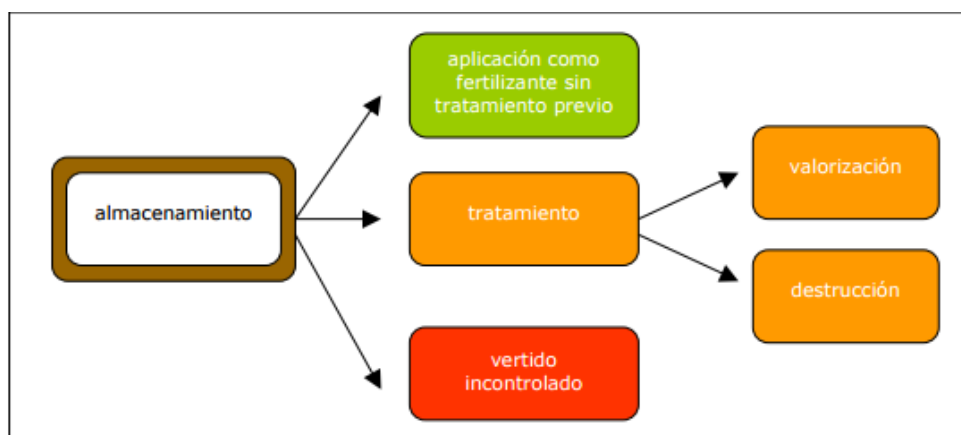 almacenamiento
aplicación como
fertilizante sin
tratamiento previo
tratamiento
vertido
incontrolado
valorización
destrucción